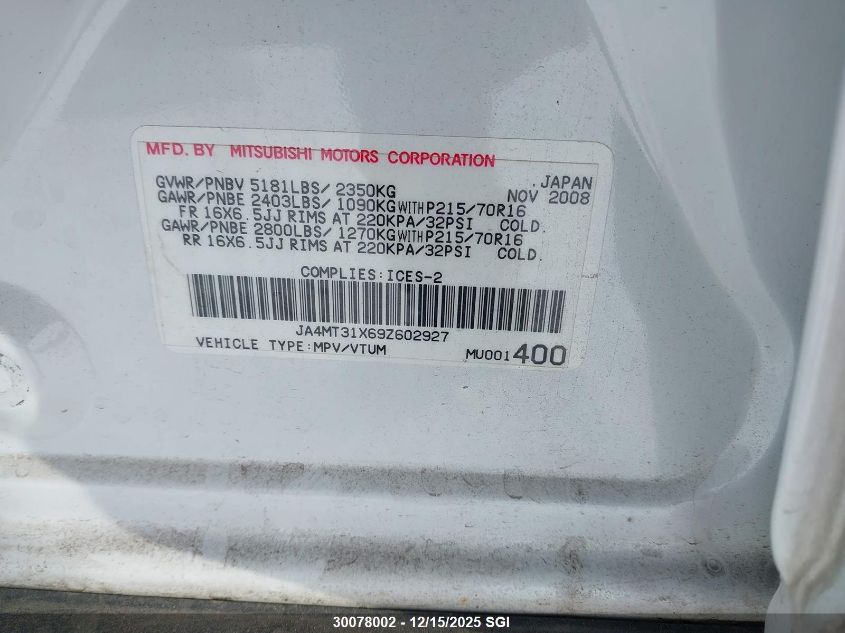 MFD. BY MITSUBISHI MOTORS CORPORATION
GVWR/PNBV 5181LBS/ 2350KG JAPAN
GAWR/PNBE 2403LBS/ 1090KG WITH P215/70R16 NOV 2008
FR 16X6.5JJ RIMS AT 220KPA/32PSI COLD.
GAWR/PNBE 2800LBS/ 1270KG WITH P215/70R16
RR 16X6.5JJ RIMS AT 220KPA/32PSI COLD.
COMPLIES:ICES-2
JA4MT31X69Z602927
VEHICLE TYPE:MPV/VTUM MU001400
30078002 — 12/15/2025 SGI